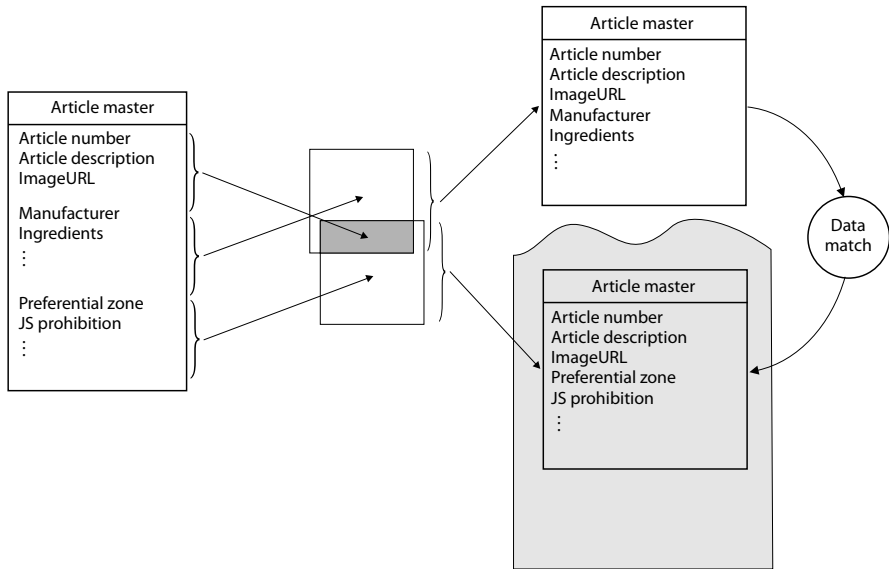 Article master
Article number
Article description
ImageURL
Manufacturer
Ingredients
⋮
Preferential zone
JS prohibition
⋮
Article master
Article number
Article description
ImageURL
Manufacturer
Ingredients
⋮
Data
match
Article master
Article number
Article description
ImageURL
Preferential zone
JS prohibition
⋮